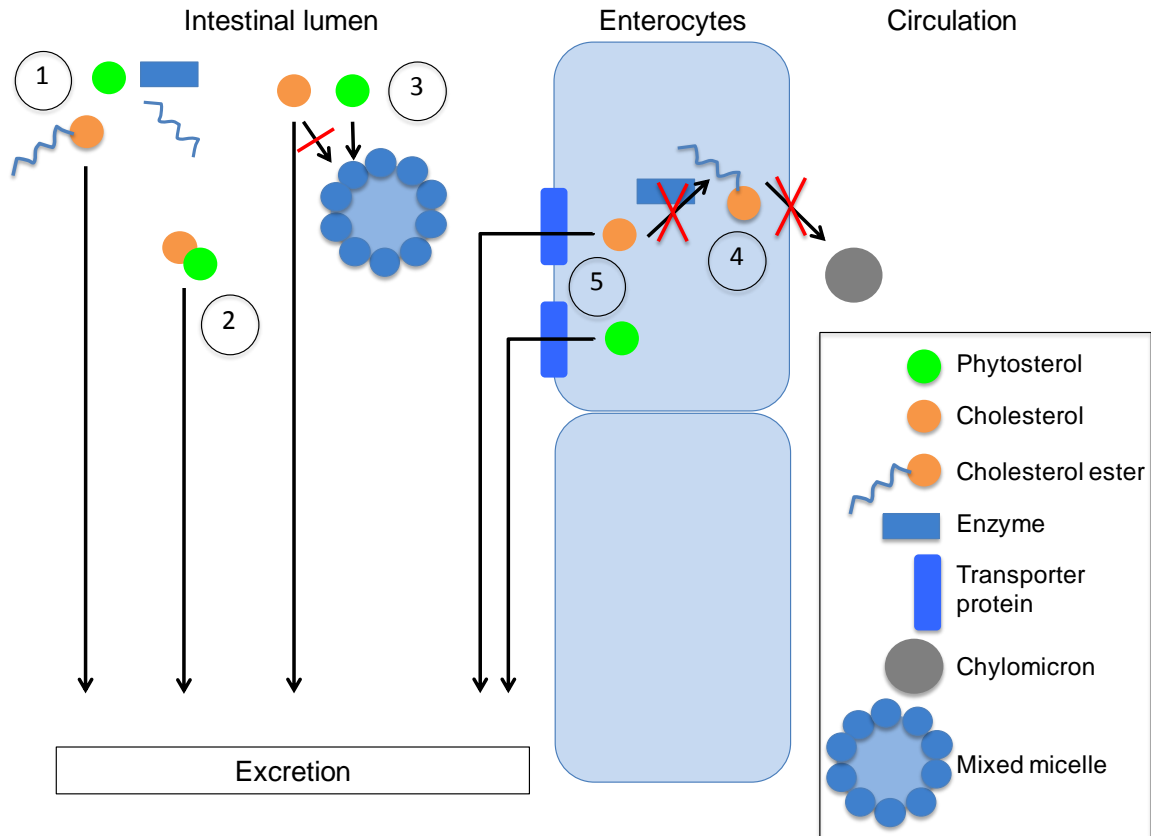 Intestinal lumen
Enterocytes
Circulation
1
3
4
5
2
Phytosterol
Cholesterol
Cholesterol ester
Enzyme
Transporter
protein
Chylomicron
Mixed micelle
Excretion